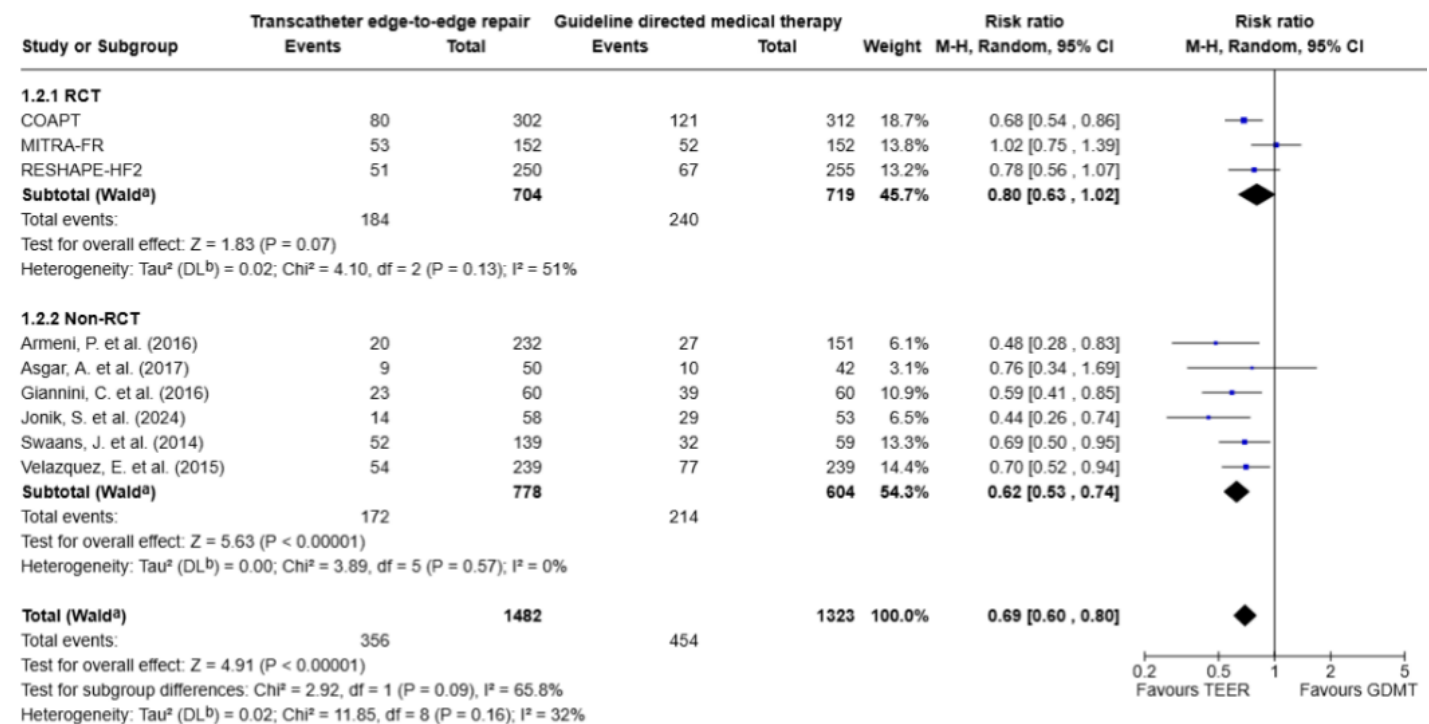 Transcatheter edge-to-edge repair Guideline directed medical therapy Risk ratio Risk ratio
Study or Subgroup Events Total Events Total Weight M-H, Random, 95% CI M-H, Random, 95% CI
1.2.1 RCT
COAPT 80 302 121 312 18.7% 0.68 [0.54 , 0.86]
MITRA-FR 53 152 52 152 13.8% 1.02 [0.75 , 1.39]
RESHAPE-HF2 51 250 67 255 13.2% 0.78 [0.56 , 1.07]
Subtotal (Waldᵃ) 704 719 45.7% 0.80 [0.63 , 1.02]
Total events: 184 240
Test for overall effect: Z = 1.83 (P = 0.07)
Heterogeneity: Tau² (DLᵇ) = 0.02; Chi² = 4.10, df = 2 (P = 0.13); I² = 51%
1.2.2 Non-RCT
Armeni, P. et al. (2016) 20 232 27 151 6.1% 0.48 [0.28 , 0.83]
Asgar, A. et al. (2017) 9 50 10 42 3.1% 0.76 [0.34 , 1.69]
Giannini, C. et al. (2016) 23 60 39 60 10.9% 0.59 [0.41 , 0.85]
Jonik, S. et al. (2024) 14 58 29 53 6.5% 0.44 [0.26 , 0.74]
Swaans, J. et al. (2014) 52 139 32 59 13.3% 0.69 [0.50 , 0.95]
Velazquez, E. et al. (2015) 54 239 77 239 14.4% 0.70 [0.52 , 0.94]
Subtotal (Waldᵃ) 778 604 54.3% 0.62 [0.53 , 0.74]
Total events: 172 214
Test for overall effect: Z = 5.63 (P < 0.00001)
Heterogeneity: Tau² (DLᵇ) = 0.00; Chi² = 3.89, df = 5 (P = 0.57); I² = 0%
Total (Waldᵃ) 1482 1323 100.0% 0.69 [0.60 , 0.80]
Total events: 356 454
Test for overall effect: Z = 4.91 (P < 0.00001)
Test for subgroup differences: Chi² = 2.92, df = 1 (P = 0.09), I² = 65.8%
Heterogeneity: Tau² (DLᵇ) = 0.02; Chi² = 11.85, df = 8 (P = 0.16); I² = 32%
0.2 0.5 1 2 5
Favours TEER Favours GDMT